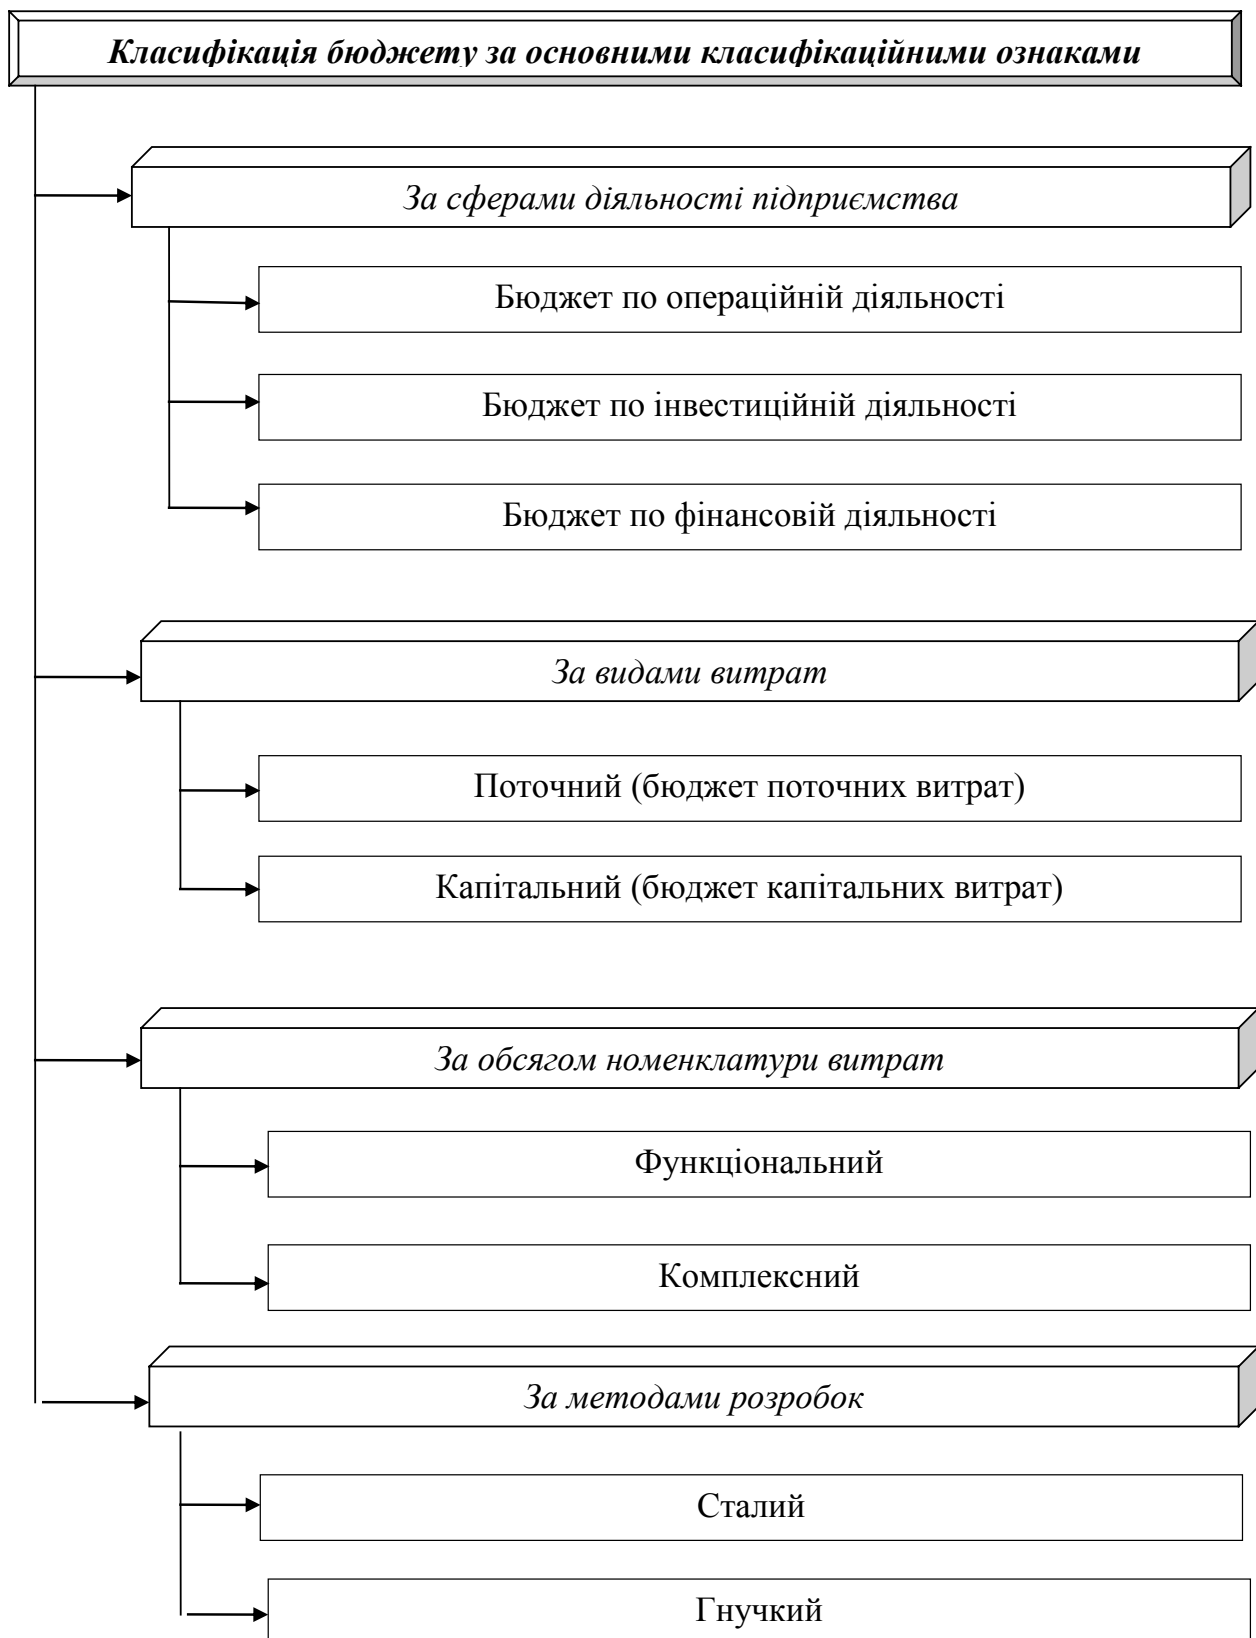 Класифікація бюджету за основними класифікаційними ознаками
За сферами діяльності підприємства
Бюджет по операційній діяльності
Бюджет по інвестиційній діяльності
Бюджет по фінансовій діяльності
За видами витрат
Поточний (бюджет поточних витрат)
Капітальний (бюджет капітальних витрат)
За обсягом номенклатури витрат
Функціональний
Комплексний
За методами розробок
Сталий
Гнучкий